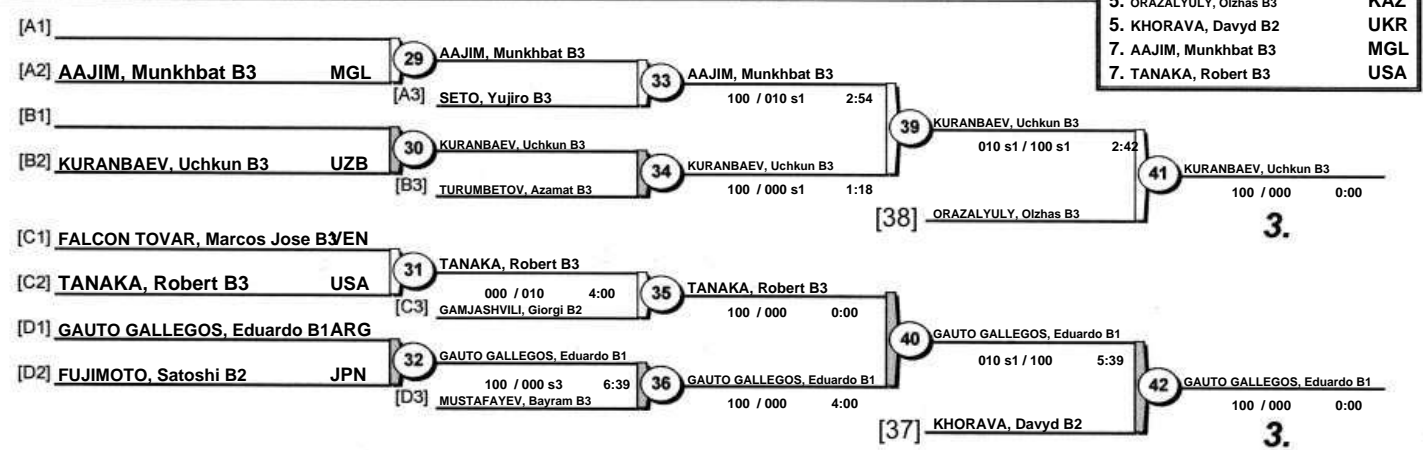 5. ORAZALYULY, Olzhas B3 KAZ
5. KHORAVA, Davyd B2 UKR
7. AAJIM, Munkhbat B3 MGL
7. TANAKA, Robert B3 USA
[A1]
[A2] AAJIM, Munkhbat B3 MGL
29
AAJIM, Munkhbat B3
[A3] SETO, Yujiro B3
33
AAJIM, Munkhbat B3
100 / 010 s1 2:54
[B1]
[B2] KURANBAEV, Uchkun B3 UZB
30
KURANBAEV, Uchkun B3
[B3] TURUMBETOV, Azamat B3
34
KURANBAEV, Uchkun B3
100 / 000 s1 1:18
39
KURANBAEV, Uchkun B3
010 s1 / 100 s1 2:42
[38] ORAZALYULY, Olzhas B3
41
KURANBAEV, Uchkun B3
100 / 000 0:00
3.
[C1] FALCON TOVAR, Marcos Jose B3 VEN
[C2] TANAKA, Robert B3 USA
31
TANAKA, Robert B3
000 / 010 4:00
[C3] GAMJASHVILI, Giorgi B2
35
TANAKA, Robert B3
100 / 000 0:00
[D1] GAUTO GALLEGOS, Eduardo B1 ARG
[D2] FUJIMOTO, Satoshi B2 JPN
32
GAUTO GALLEGOS, Eduardo B1
100 / 000 s3 6:39
[D3] MUSTAFAYEV, Bayram B3
36
GAUTO GALLEGOS, Eduardo B1
100 / 000 4:00
40
GAUTO GALLEGOS, Eduardo B1
010 s1 / 100 5:39
[37] KHORAVA, Davyd B2
42
GAUTO GALLEGOS, Eduardo B1
100 / 000 0:00
3.